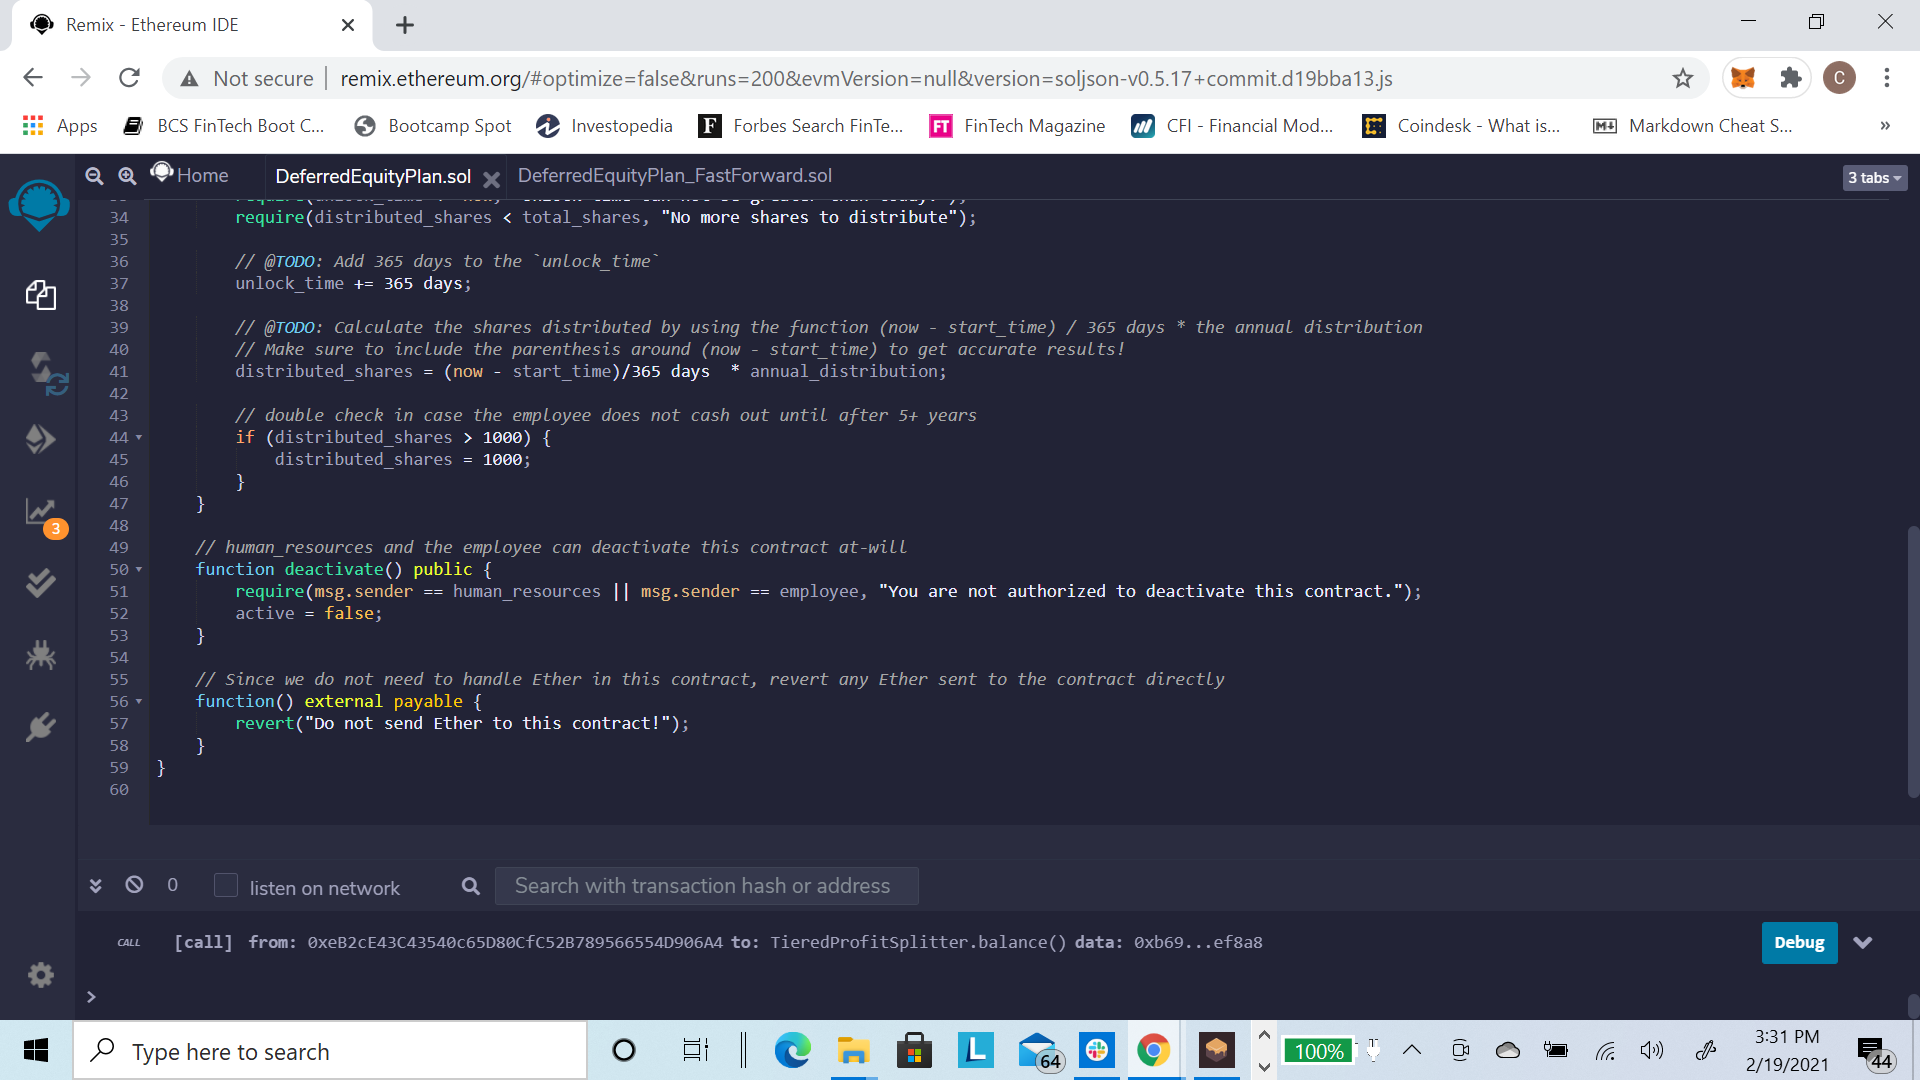 Remix - Ethereum IDE
Not secure | remix.ethereum.org/#optimize=false&runs=200&evmVersion=null&version=soljson-v0.5.17+commit.d19bba13.js
C
Apps BCS FinTech Boot C... Bootcamp Spot Investopedia F Forbes Search FinTe... FT FinTech Magazine CFI - Financial Mod... Coindesk - What is... Markdown Cheat S... »
Home DeferredEquityPlan.sol DeferredEquityPlan_FastForward.sol 3 tabs
34 require(distributed_shares < total_shares, "No more shares to distribute");
35
36 // @TODO: Add 365 days to the `unlock_time`
37 unlock_time += 365 days;
38
39 // @TODO: Calculate the shares distributed by using the function (now - start_time) / 365 days * the annual distribution
40 // Make sure to include the parenthesis around (now - start_time) to get accurate results!
41 distributed_shares = (now - start_time)/365 days  * annual_distribution;
42
43 // double check in case the employee does not cash out until after 5+ years
44 if (distributed_shares > 1000) {
45 distributed_shares = 1000;
46 }
47 }
48
49 // human_resources and the employee can deactivate this contract at-will
50 function deactivate() public {
51 require(msg.sender == human_resources || msg.sender == employee, "You are not authorized to deactivate this contract.");
52 active = false;
53 }
54
55 // Since we do not need to handle Ether in this contract, revert any Ether sent to the contract directly
56 function() external payable {
57 revert("Do not send Ether to this contract!");
58 }
59 }
60
3
0 listen on network Search with transaction hash or address
CALL [call] from: 0xeB2cE43C43540c65D80CfC52B789566554D906A4 to: TieredProfitSplitter.balance() data: 0xb69...ef8a8 Debug
>
Type here to search L 64 100% 3:31 PM
2/19/2021 44